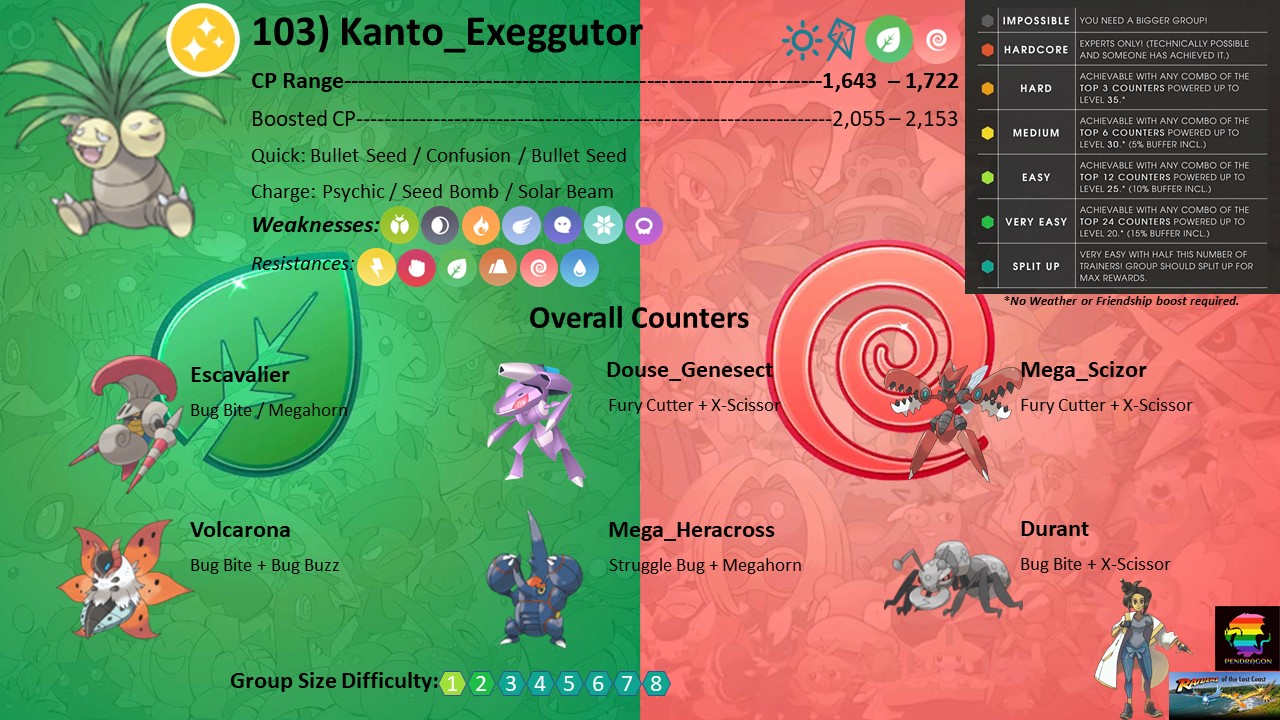 103) Kanto_Exeggutor
CP Range--------------------------------------------------------------------------------1,643 – 1,722
Boosted CP--------------------------------------------------------------------------------2,055 – 2,153
Quick: Bullet Seed / Confusion / Bullet Seed
Charge: Psychic / Seed Bomb / Solar Beam
Weaknesses:
Resistances:
IMPOSSIBLE YOU NEED A BIGGER GROUP!
HARDCORE EXPERTS ONLY! (TECHNICALLY POSSIBLE
AND SOMEONE HAS ACHIEVED IT.)
HARD ACHIEVABLE WITH ANY COMBO OF THE
TOP 3 COUNTERS POWERED UP TO
LEVEL 35.*
MEDIUM ACHIEVABLE WITH ANY COMBO OF THE
TOP 6 COUNTERS POWERED UP TO
LEVEL 30.* (5% BUFFER INCL.)
EASY ACHIEVABLE WITH ANY COMBO OF THE
TOP 12 COUNTERS POWERED UP TO
LEVEL 25.* (10% BUFFER INCL.)
VERY EASY ACHIEVABLE WITH ANY COMBO OF THE
TOP 24 COUNTERS POWERED UP TO
LEVEL 20.* (15% BUFFER INCL.)
SPLIT UP VERY EASY WITH HALF THIS NUMBER OF
TRAINERS! GROUP SHOULD SPLIT UP FOR
MAX REWARDS.
*No Weather or Friendship boost required.
Overall Counters
Escavalier
Bug Bite / Megahorn
Douse_Genesect
Fury Cutter + X-Scissor
Mega_Scizor
Fury Cutter + X-Scissor
Volcarona
Bug Bite + Bug Buzz
Mega_Heracross
Struggle Bug + Megahorn
Durant
Bug Bite + X-Scissor
Group Size Difficulty: 1 2 3 4 5 6 7 8
PENDRAGON
RAIDERS of the Lost Coast